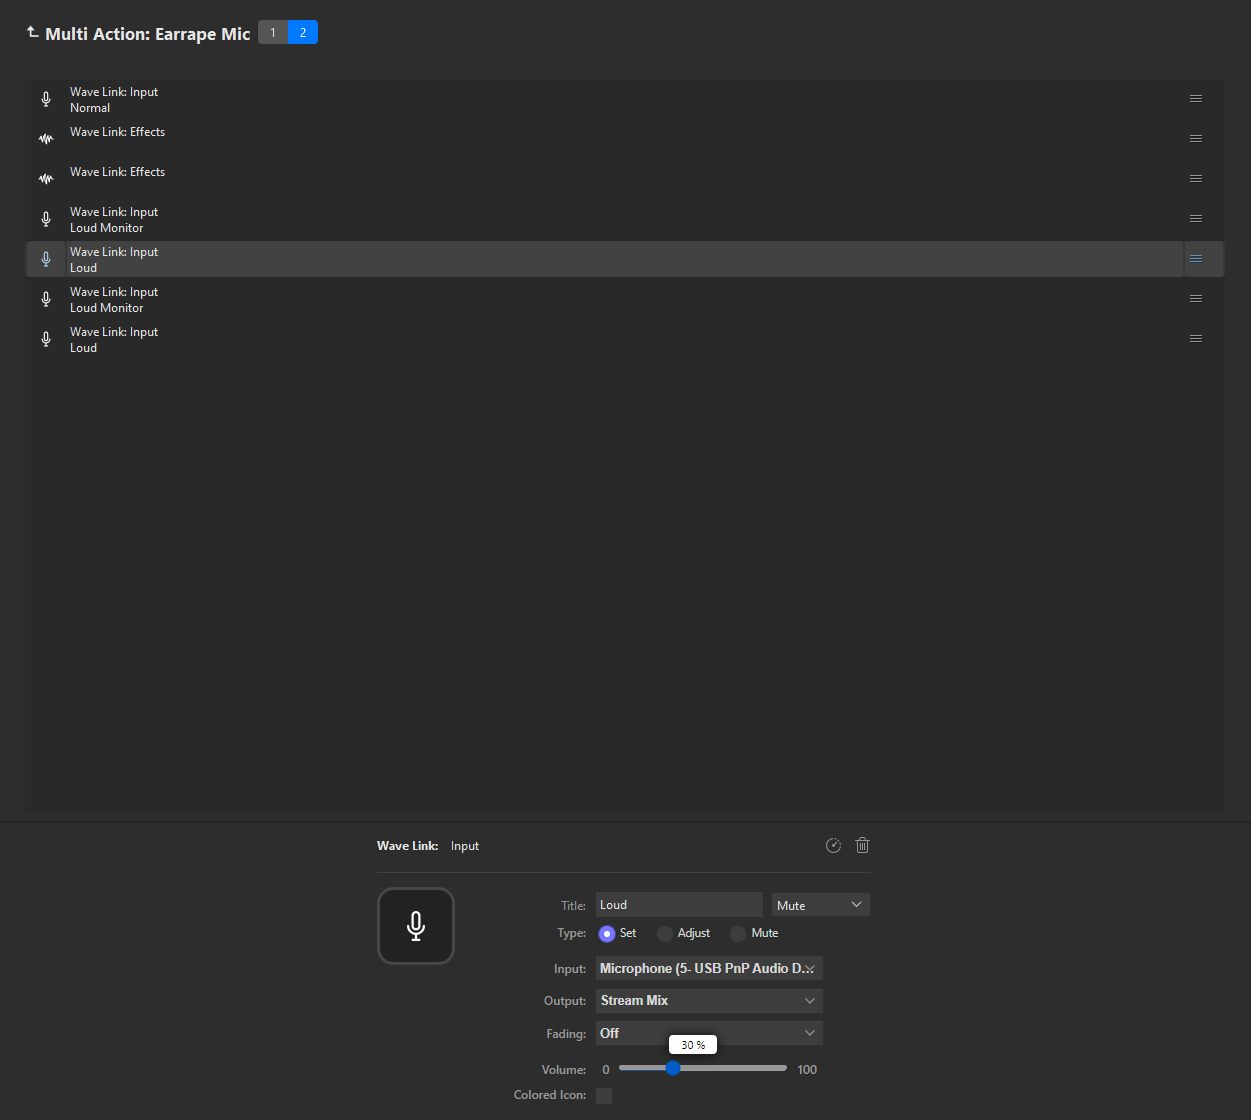 Multi Action: Earrape Mic 1 2
Wave Link: Input
Normal
Wave Link: Effects
Wave Link: Effects
Wave Link: Input
Loud Monitor
Wave Link: Input
Loud
Wave Link: Input
Loud Monitor
Wave Link: Input
Loud
Wave Link: Input
Title: Loud Mute
Type: Set Adjust Mute
Input: Microphone (5- USB PnP Audio D...
Output: Stream Mix
Fading: Off
30 %
Volume: 0 100
Colored Icon: